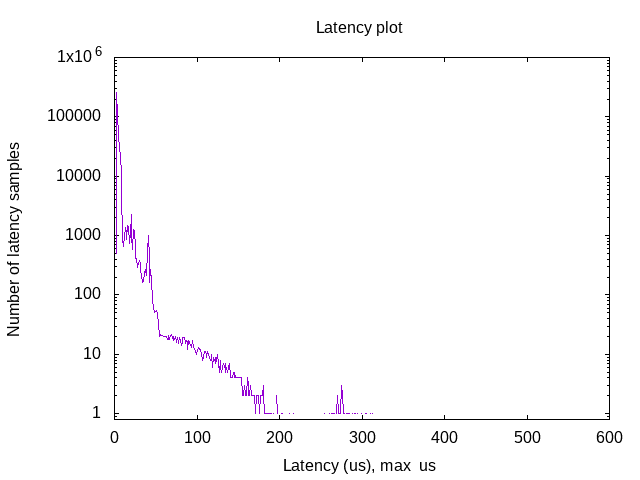 Latency plot
1x10^6
100000
10000
1000
100
10
1
0 100 200 300 400 500 600
Number of latency samples
Latency (us), max  us